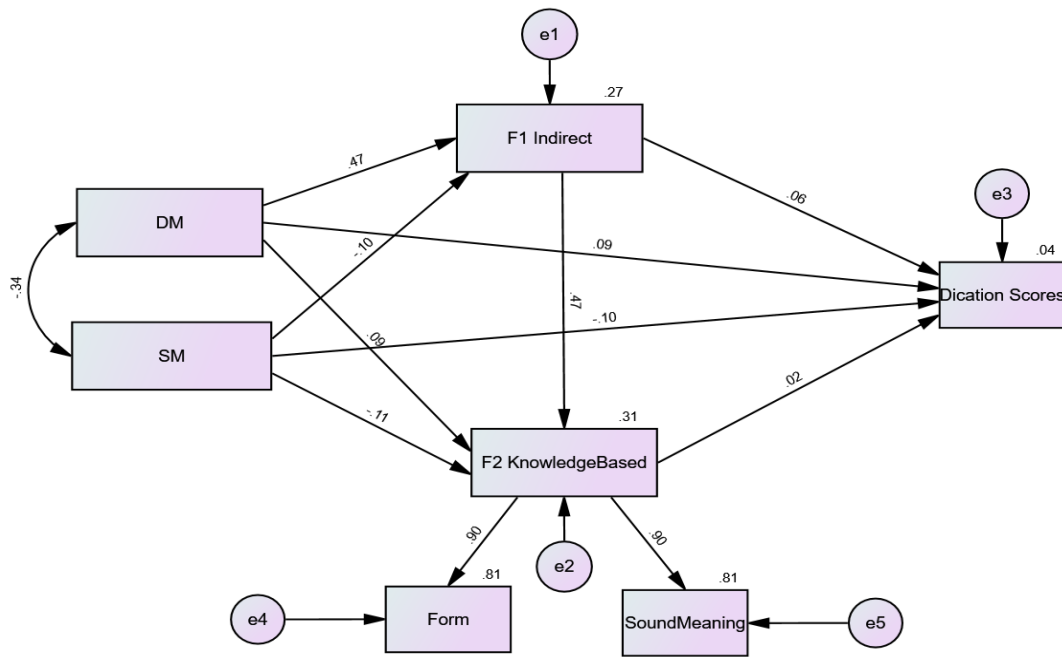 e1
.27
F1 Indirect
.47
e3
DM
.06
.04
-.10
.09
Dication Scores
-.34
.47
-.10
SM
.09
.02
-.11
.31
F2 KnowledgeBased
.90
.90
e2
.81
.81
e4
Form
SoundMeaning
e5